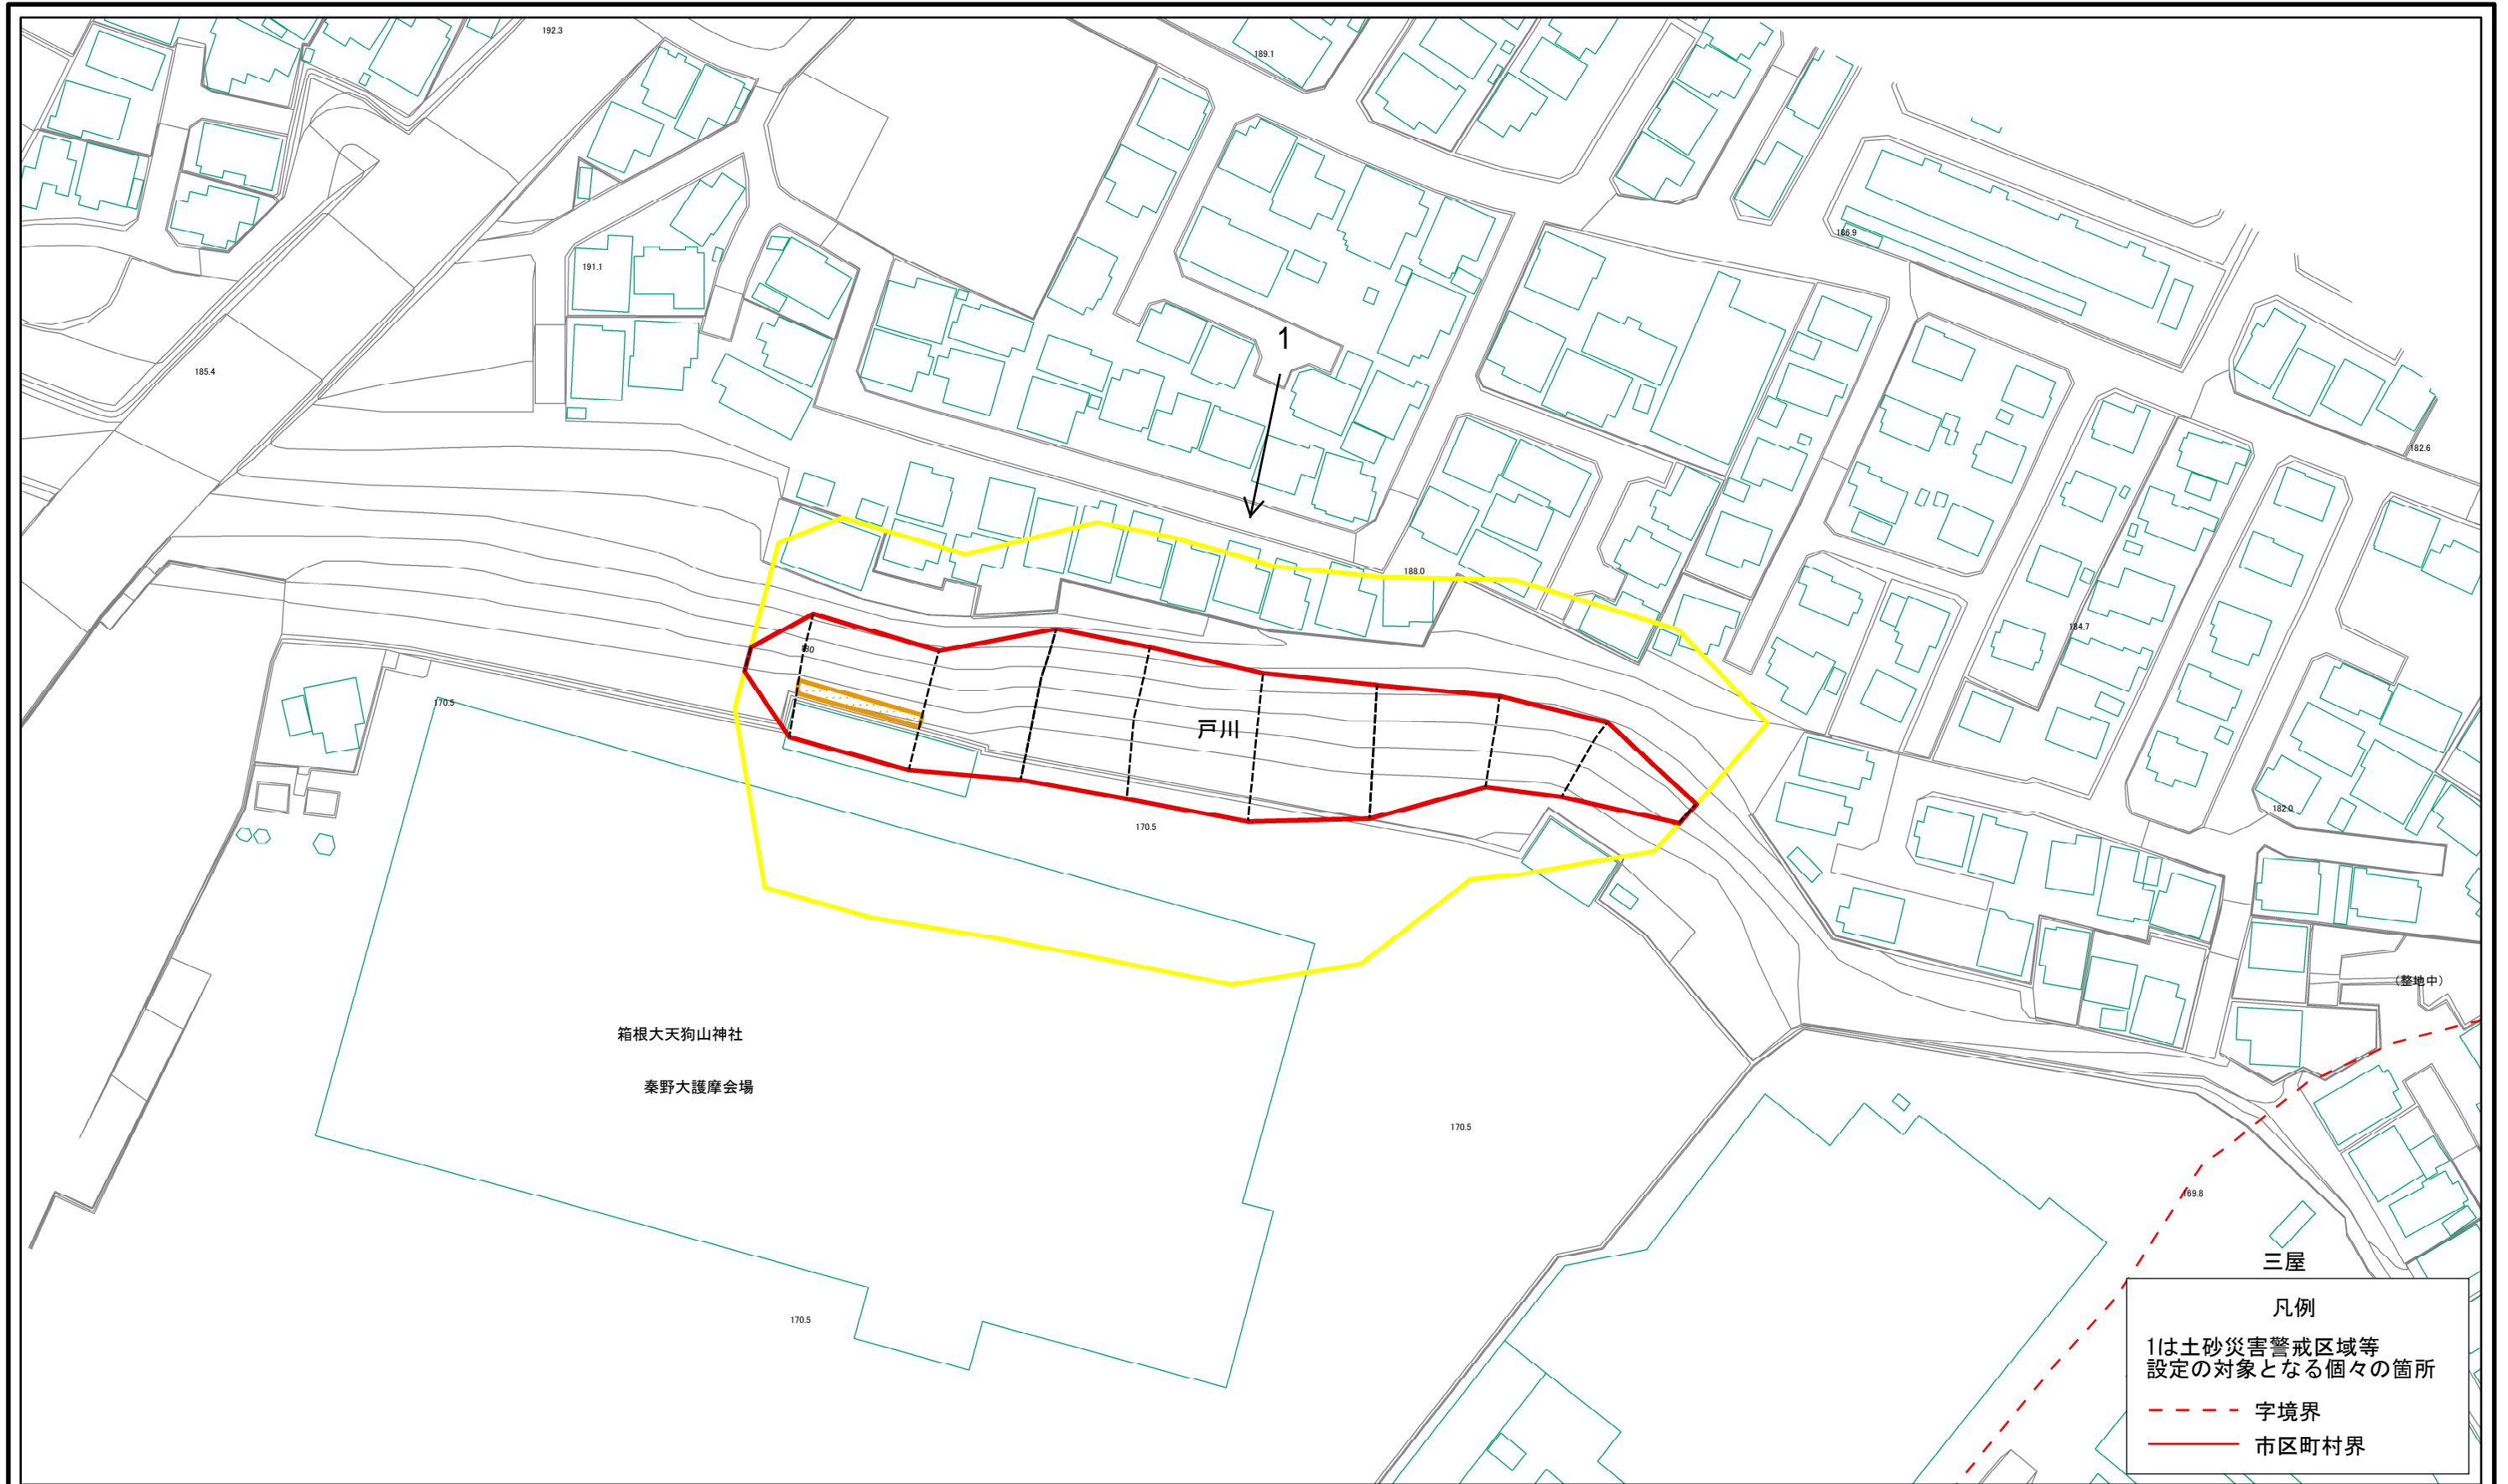 192.3
189.1
186.9
191.1
185.4
1
182.6
188.0
184.7
180
170.5
戸川
182.0
170.5
(整地中)
箱根大天狗山神社
秦野大護摩会場
170.5
169.8
三屋
170.5
凡例
1は土砂災害警戒区域等
設定の対象となる個々の箇所
字境界
市区町村界